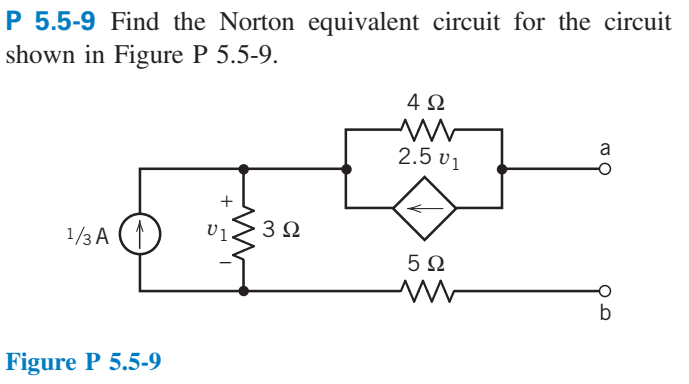 P 5.5-9 Find the Norton equivalent circuit for the circuit
shown in Figure P 5.5-9.
4 Ω
2.5 v₁
a
+
1/3 A
v₁
3 Ω
–
5 Ω
b
Figure P 5.5-9